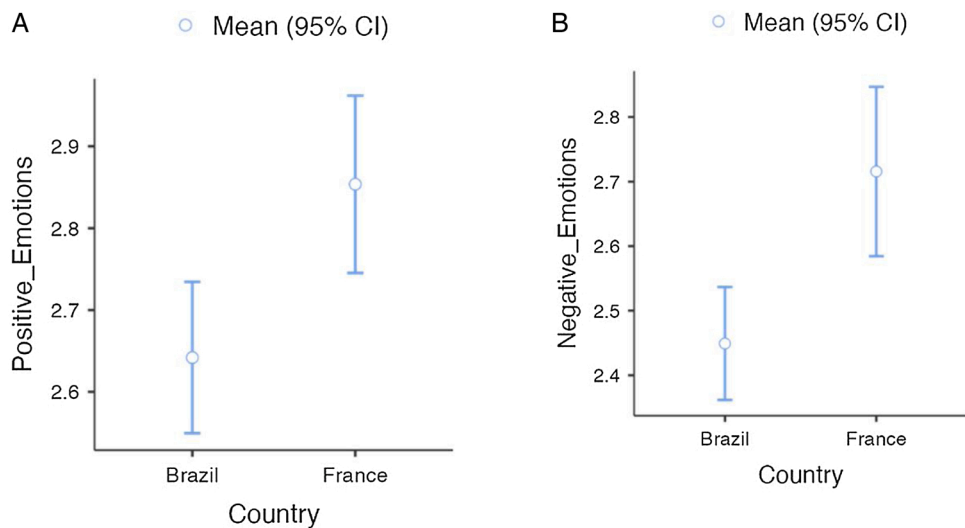 A
Mean (95% CI)
Positive_Emotions
2.9
2.8
2.7
2.6
Brazil
France
Country
B
Mean (95% CI)
Negative_Emotions
2.8
2.7
2.6
2.5
2.4
Brazil
France
Country